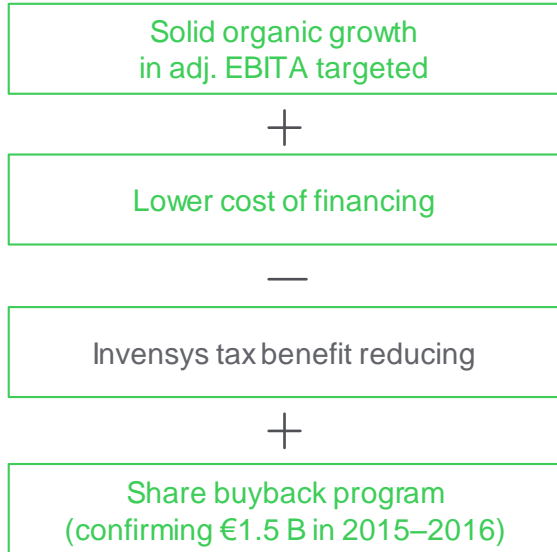 Solid organic growth
in adj. EBITA targeted
+
Lower cost of financing
—
Invensys tax benefit reducing
+
Share buyback program
(confirming €1.5 B in 2015–2016)